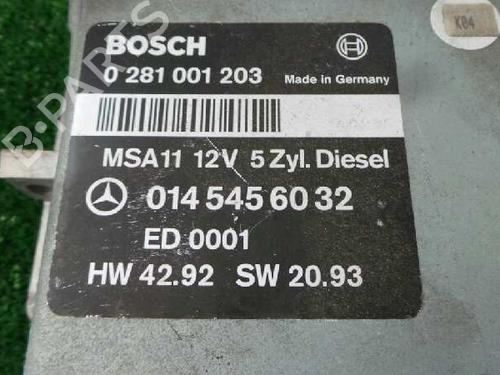 BOSCH
0 281 001 203 Made in Germany
MSA11 12V 5 Zyl. Diesel
014 545 60 32
ED 0001
HW 42.92 SW 20.93
K04
B-PARTS